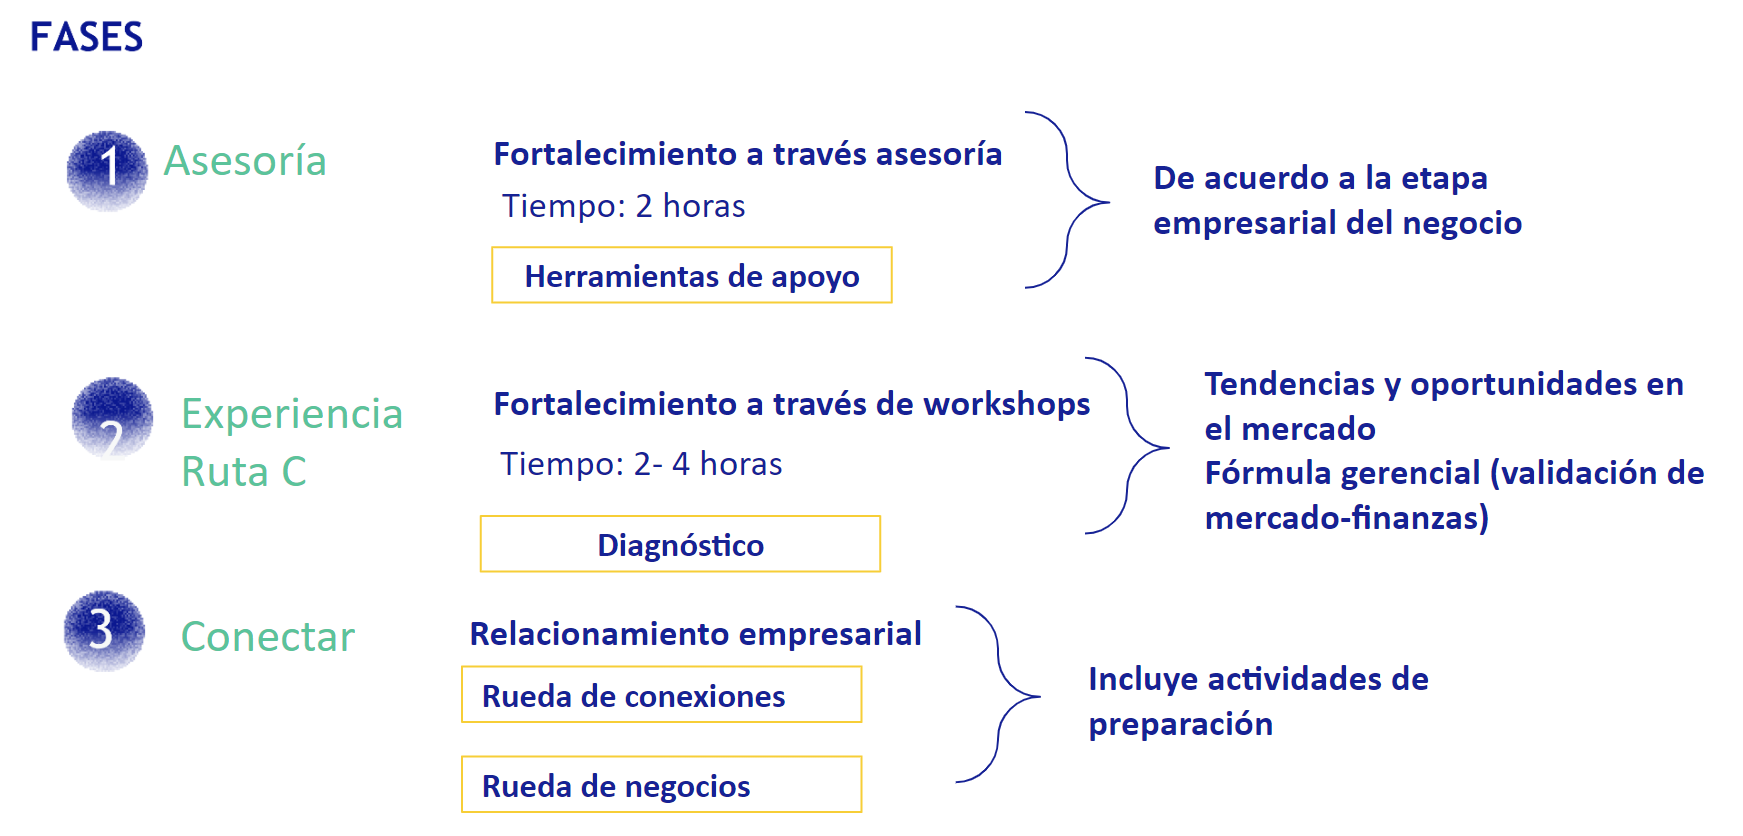 FASES
1
Asesoría
Fortalecimiento a través asesoría
Tiempo: 2 horas
Herramientas de apoyo
De acuerdo a la etapa
empresarial del negocio
2
Experiencia
Ruta C
Fortalecimiento a través de workshops
Tiempo: 2- 4 horas
Diagnóstico
Tendencias y oportunidades en
el mercado
Fórmula gerencial (validación de
mercado-finanzas)
3
Conectar
Relacionamiento empresarial
Rueda de conexiones
Rueda de negocios
Incluye actividades de
preparación